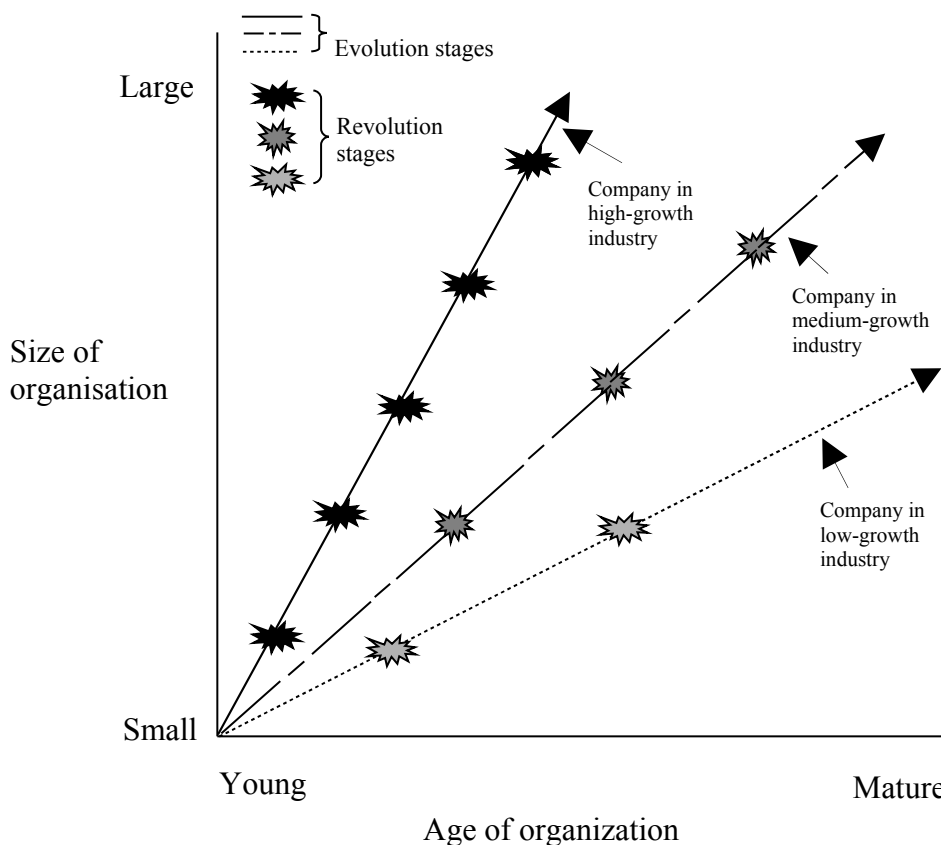 Evolution stages
Large
Revolution
stages
Company in
high-growth
industry
Company in
medium-growth
industry
Size of
organisation
Company in
low-growth
industry
Small
Young
Mature
Age of organization